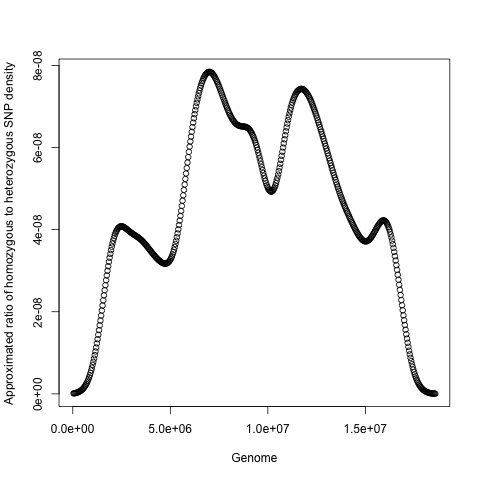 Approximated ratio of homozygous to heterozygous SNP density
8e-08
6e-08
4e-08
2e-08
0e+00
0.0e+00 5.0e+06 1.0e+07 1.5e+07
Genome